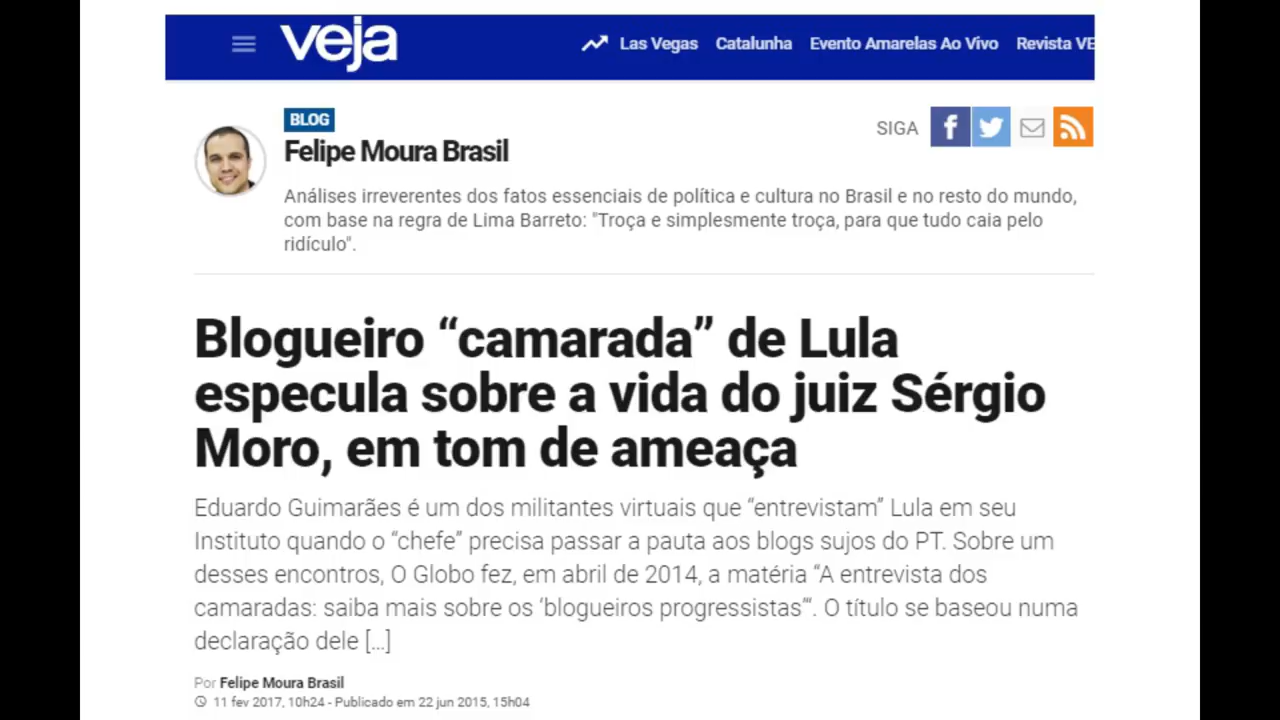 veja
Las Vegas Catalunha Evento Amarelas Ao Vivo Revista VE
BLOG
Felipe Moura Brasil
SIGA
Análises irreverentes dos fatos essenciais de política e cultura no Brasil e no resto do mundo,
com base na regra de Lima Barreto: "Troça e simplesmente troça, para que tudo caia pelo
ridículo".
Blogueiro “camarada” de Lula
especula sobre a vida do juiz Sérgio
Moro, em tom de ameaça
Eduardo Guimarães é um dos militantes virtuais que “entrevistam” Lula em seu
Instituto quando o “chefe” precisa passar a pauta aos blogs sujos do PT. Sobre um
desses encontros, O Globo fez, em abril de 2014, a matéria “A entrevista dos
camaradas: saiba mais sobre os ‘blogueiros progressistas’“. O título se baseou numa
declaração dele [...]
Por Felipe Moura Brasil
11 fev 2017, 10h24 - Publicado em 22 jun 2015, 15h04